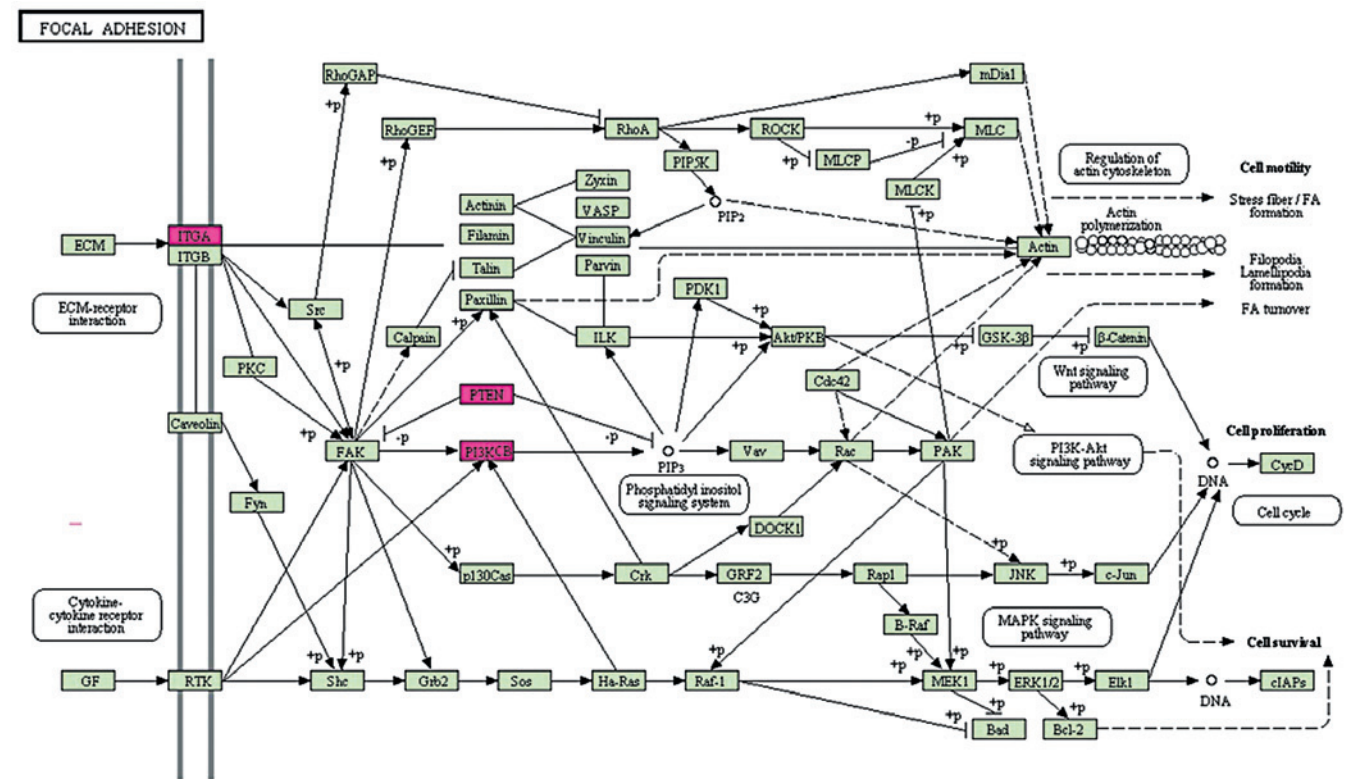 FOCAL ADHESION
RhoGAP
mDia1
+p
RhoGEF
RhoA
ROCK
+p
MLC
+p
PIP5K
+p
MLCP
-p
+p
Regulation of
actin cytoskeleton
Cell motility
Zyxin
MLCK
Actinin
VASP
PIP2
+p
Stress fiber / FA
formation
Actin
polymerization
ECM
ITGA
ITGB
Filamin
Vinculin
Actin
Talin
Parvin
Filopodia
Lamellipodia
formation
ECM-receptor
interaction
Src
Paxillin
PDK1
FA turnover
+p
Calpain
ILK
+p
+p
Akt/PKB
GSK-3β
+p
+p
β-Catenin
PKC
+p
Cdc42
Wnt signaling
pathway
PTEN
Caveolin
+p
-p
-p
FAK
PI3KCB
PIP3
Vav
Rac
PAK
PI3K-Akt
signaling pathway
Cell proliferation
DNA
CycD
Phosphatidyl inositol
signaling system
Fyn
DOCK1
Cell cycle
+p
p130Cas
Crk
GRF2
C3G
Rap1
JNK
+p
c-Jun
Cytokine-
cytokine receptor
interaction
B-Raf
MAPK signaling
pathway
Cell survival
+p
+p
+p
+p
+p
GF
RTK
Shc
Grb2
Sos
Ha-Ras
Raf-1
+p
MEK1
+p
ERK1/2
+p
Elk1
DNA
cIAPs
+p
+p
+p
Bad
Bcl-2